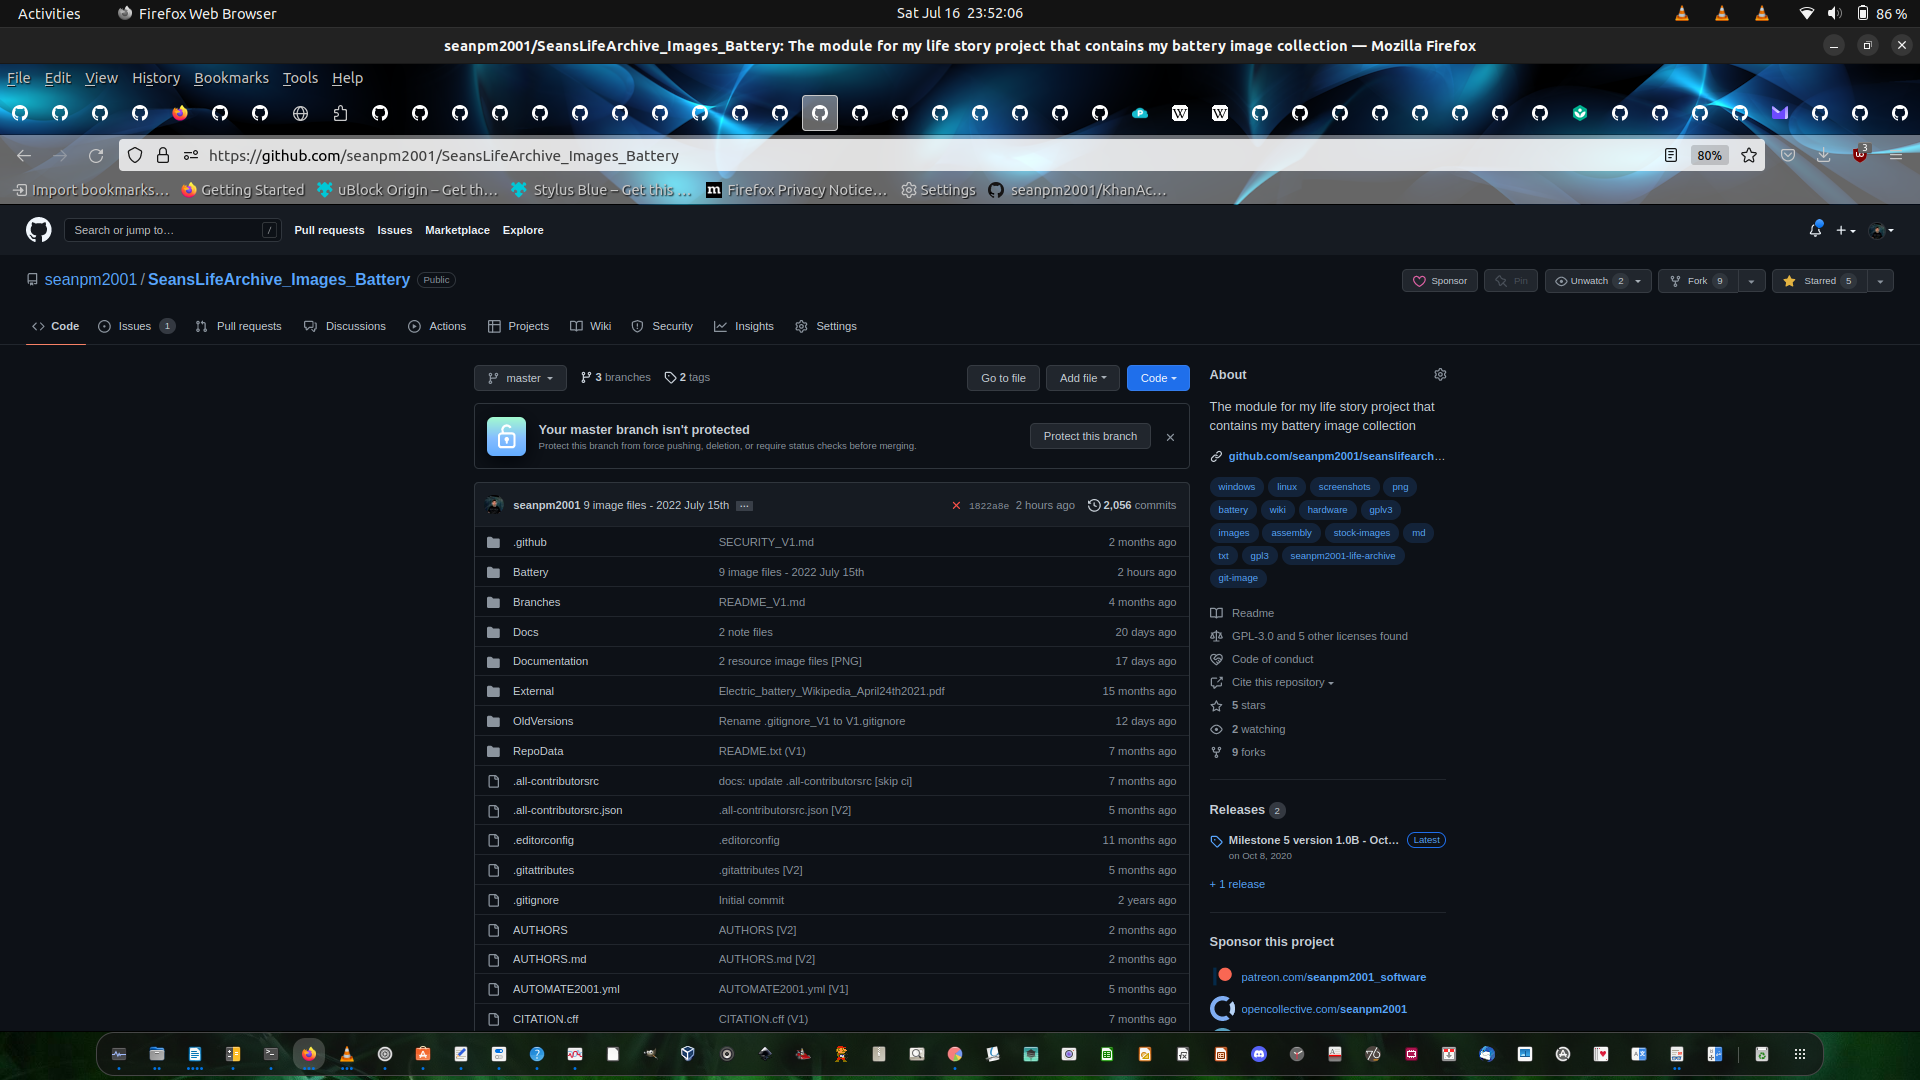 Activities Firefox Web Browser Sat Jul 16 23:52:06 86 %
seanpm2001/SeansLifeArchive_Images_Battery: The module for my life story project that contains my battery image collection — Mozilla Firefox
File Edit View History Bookmarks Tools Help
https://github.com/seanpm2001/SeansLifeArchive_Images_Battery 80% 3
Import bookmarks… Getting Started uBlock Origin – Get th… Stylus Blue – Get this … Firefox Privacy Notice… Settings seanpm2001/KhanAc…
Search or jump to… / Pull requests Issues Marketplace Explore
seanpm2001 / SeansLifeArchive_Images_Battery Public Sponsor Pin Unwatch 2 Fork 9 Starred 5
Code Issues 1 Pull requests Discussions Actions Projects Wiki Security Insights Settings
master 3 branches 2 tags Go to file Add file Code
Your master branch isn't protected
Protect this branch from force pushing, deletion, or require status checks before merging.
Protect this branch
seanpm2001 9 image files - 2022 July 15th … 1822a8e 2 hours ago 2,056 commits
.github SECURITY_V1.md 2 months ago
Battery 9 image files - 2022 July 15th 2 hours ago
Branches README_V1.md 4 months ago
Docs 2 note files 20 days ago
Documentation 2 resource image files [PNG] 17 days ago
External Electric_battery_Wikipedia_April24th2021.pdf 15 months ago
OldVersions Rename .gitignore_V1 to V1.gitignore 12 days ago
RepoData README.txt (V1) 7 months ago
.all-contributorsrc docs: update .all-contributorsrc [skip ci] 7 months ago
.all-contributorsrc.json .all-contributorsrc.json [V2] 5 months ago
.editorconfig .editorconfig 11 months ago
.gitattributes .gitattributes [V2] 5 months ago
.gitignore Initial commit 2 years ago
AUTHORS AUTHORS [V2] 2 months ago
AUTHORS.md AUTHORS.md [V2] 2 months ago
AUTOMATE2001.yml AUTOMATE2001.yml [V1] 5 months ago
CITATION.cff CITATION.cff (V1) 7 months ago
About
The module for my life story project that
contains my battery image collection
github.com/seanpm2001/seanslifearch…
windows linux screenshots png
battery wiki hardware gplv3
images assembly stock-images md
txt gpl3 seanpm2001-life-archive
git-image
Readme
GPL-3.0 and 5 other licenses found
Code of conduct
Cite this repository
5 stars
2 watching
9 forks
Releases 2
Milestone 5 version 1.0B - Oct… Latest
on Oct 8, 2020
+ 1 release
Sponsor this project
patreon.com/seanpm2001_software
opencollective.com/seanpm2001